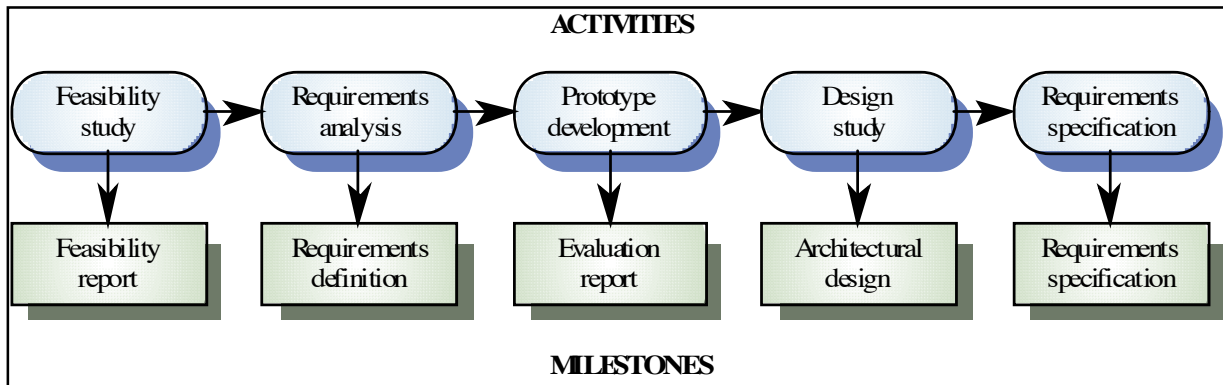 ACTIVITIES
Feasibility
study
Requirements
analysis
Prototype
development
Design
study
Requirements
specification
Feasibility
report
Requirements
definition
Evaluation
report
Architectural
design
Requirements
specification
MILESTONES